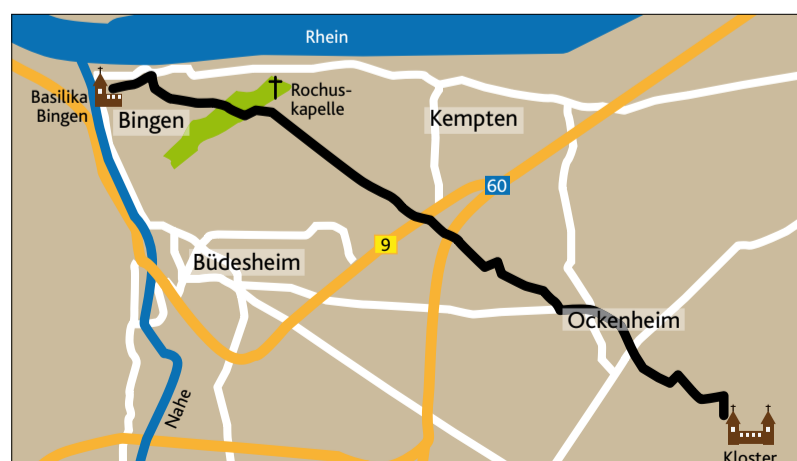 Rhein
Basilika
Bingen
Bingen
Rochus-
kapelle
Kempten
60
9
Büdesheim
Ockenheim
Nahe
Kloster